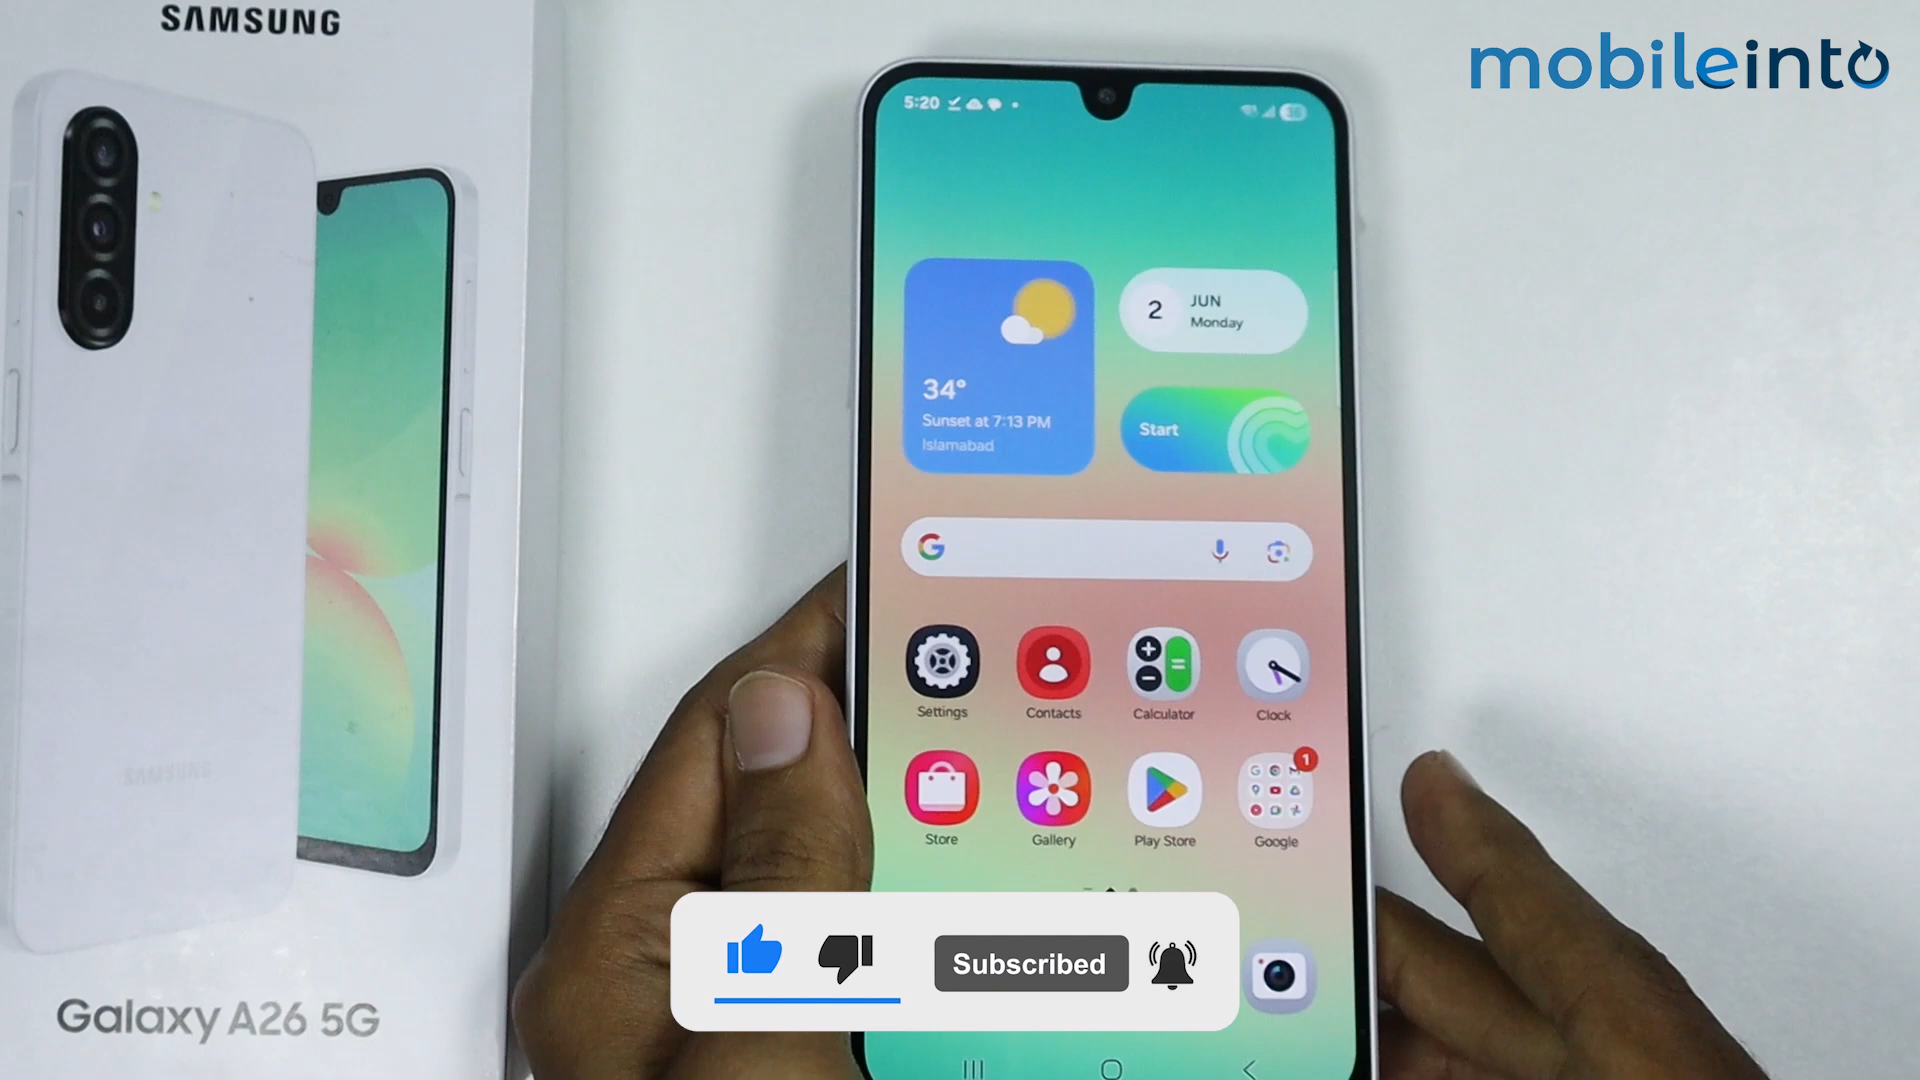 SAMSUNG
SAMSUNG
Galaxy A26 5G
mobileinto
5:20
34°
Sunset at 7:13 PM
Islamabad
2
JUN
Monday
Start
Settings
Contacts
Calculator
Clock
Store
Gallery
Play Store
1
Google
Subscribed